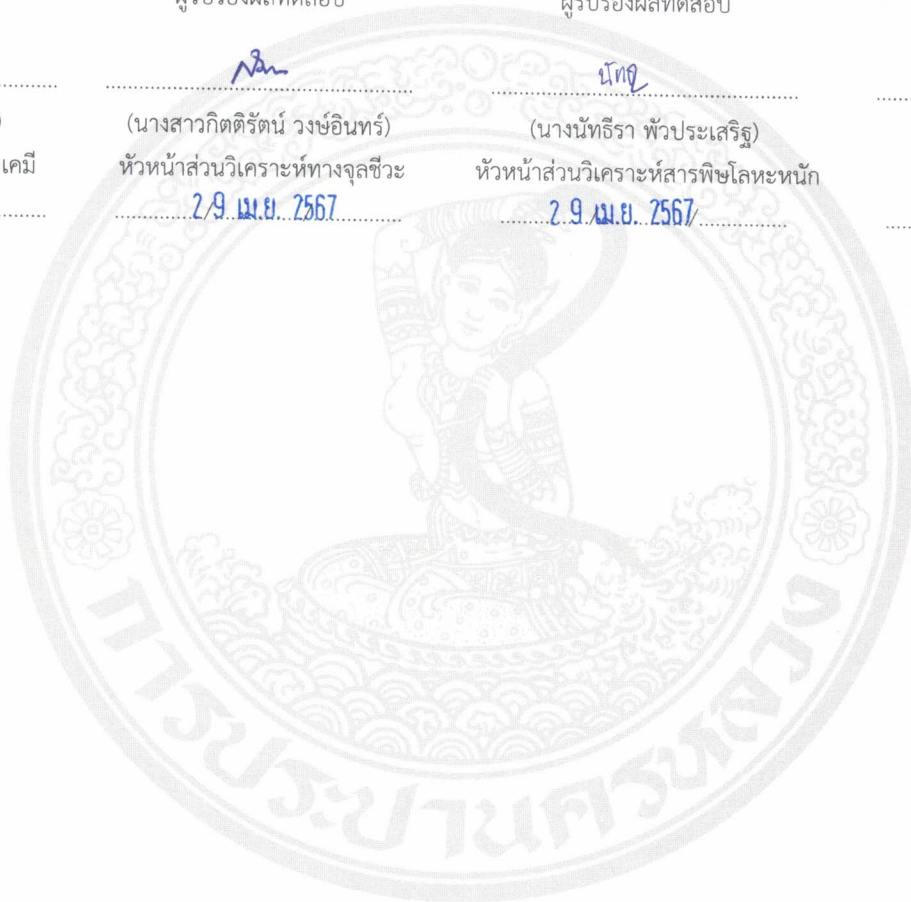 ผู้รับรองผลทดสอบ ผู้รับรองผลทดสอบ
(นางสาวกิตติรัตน์ วงษ์อินทร์) (นางนัทธีรา พัวประเสริฐ)
เคมี หัวหน้าส่วนวิเคราะห์ทางจุลชีวะ หัวหน้าส่วนวิเคราะห์สารพิษโลหะหนัก
29 เม.ย. 2567 29 เม.ย. 2567
การประปานครหลวง